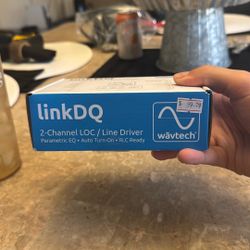 linkDQ
2-Channel LOC / Line Driver
Parametric EQ • Auto Turn-On • RLC Ready
wāvtech